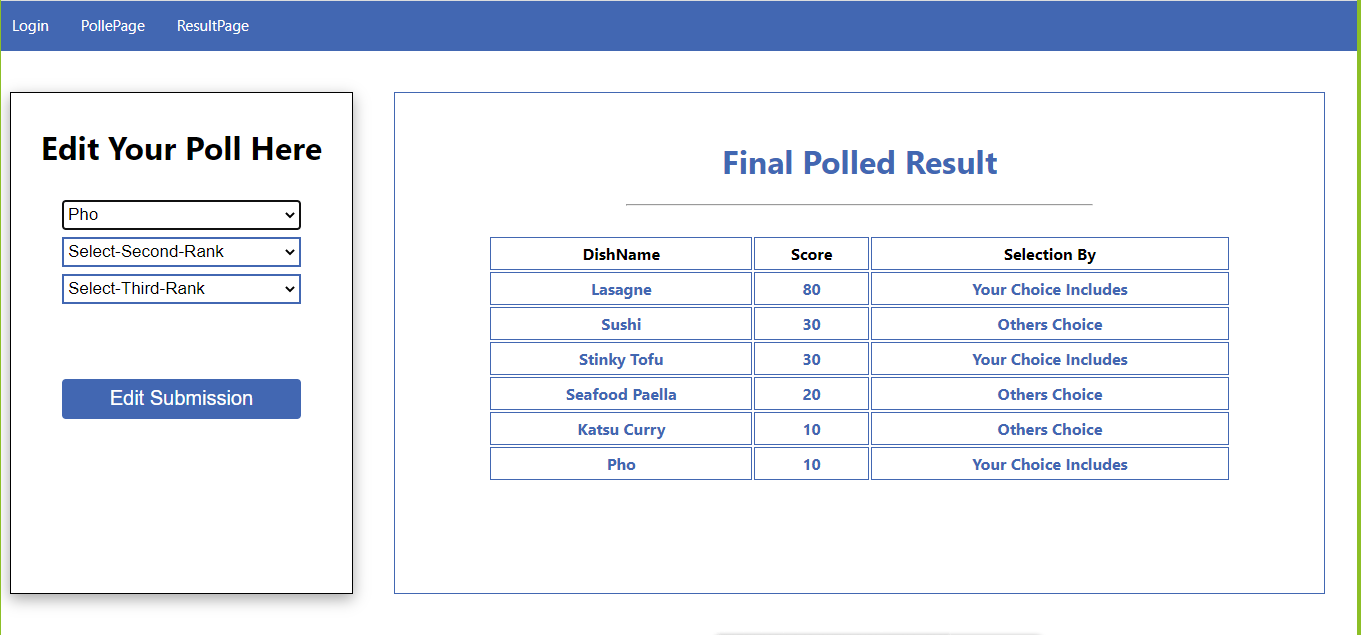 Login PollePage ResultPage
Edit Your Poll Here
Pho
Select-Second-Rank
Select-Third-Rank
Edit Submission
Final Polled Result
DishName Score Selection By
Lasagne 80 Your Choice Includes
Sushi 30 Others Choice
Stinky Tofu 30 Your Choice Includes
Seafood Paella 20 Others Choice
Katsu Curry 10 Others Choice
Pho 10 Your Choice Includes